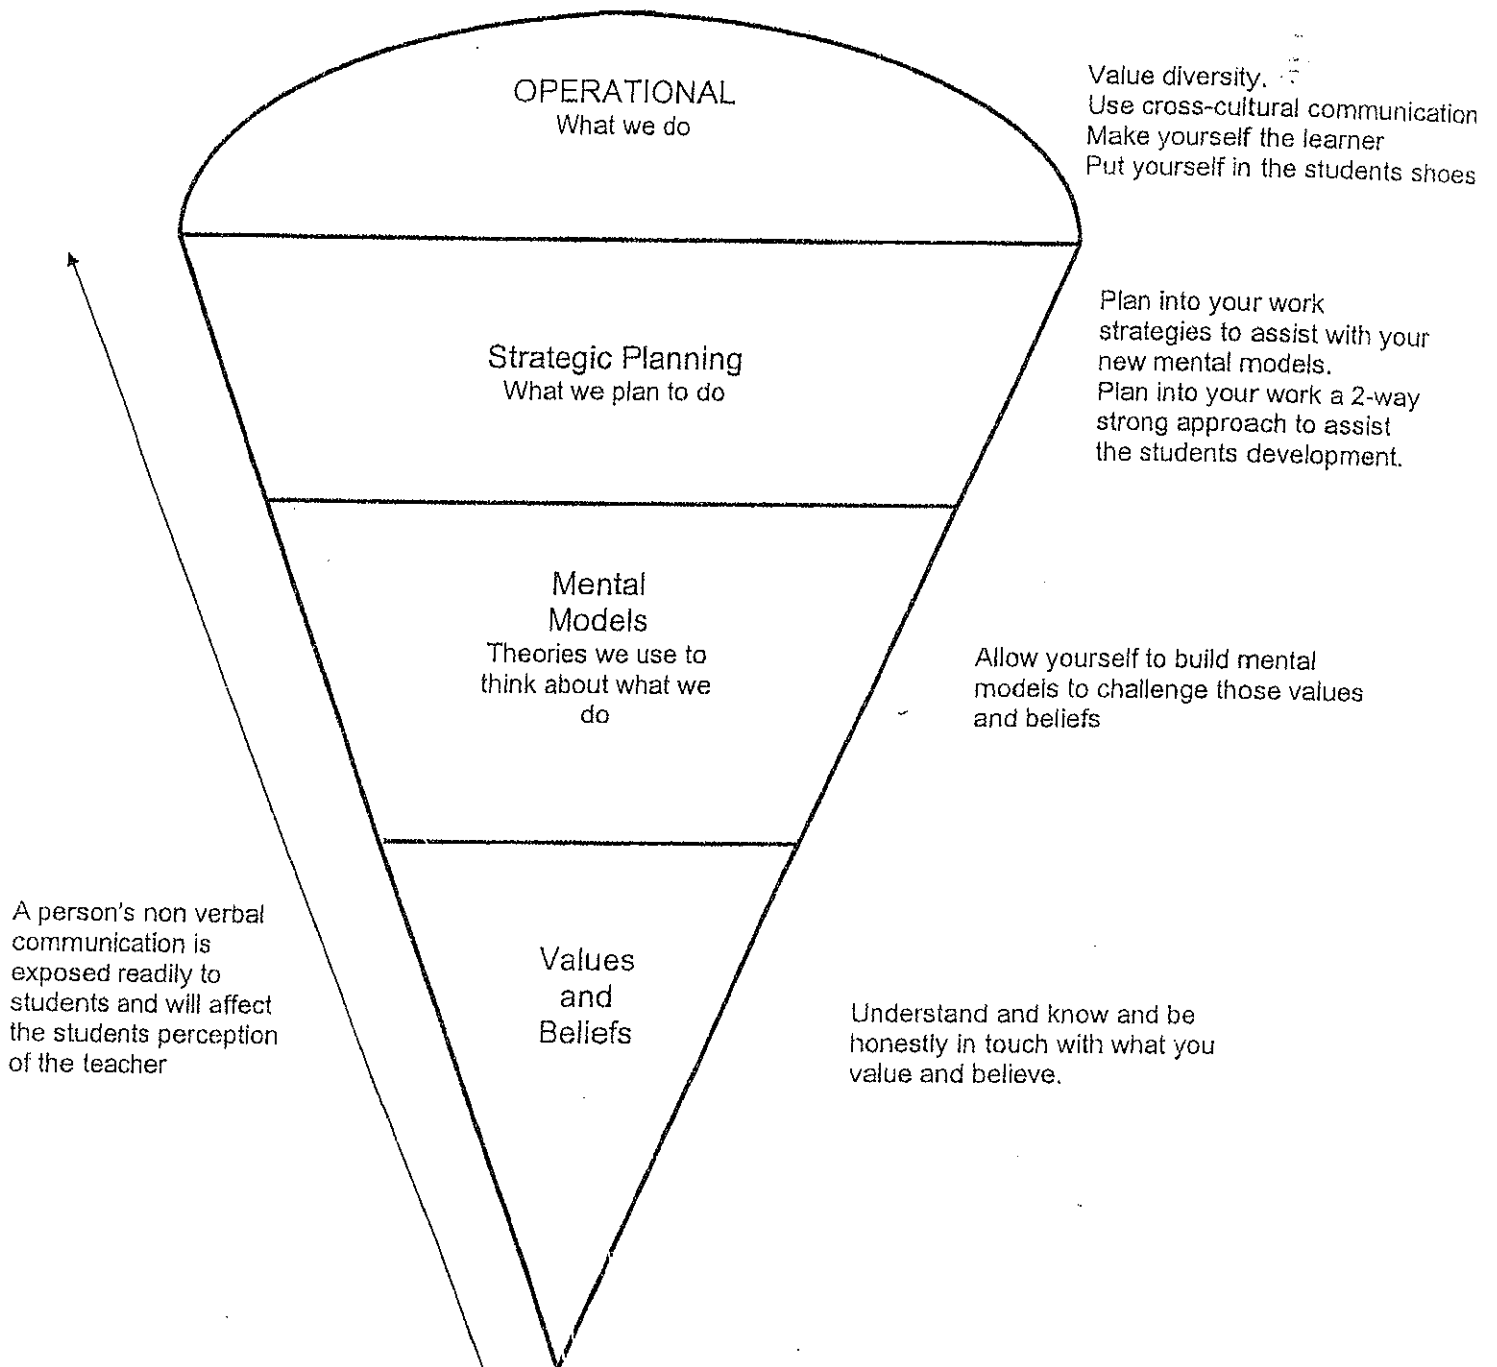 OPERATIONAL
What we do
Value diversity.
Use cross-cultural communication
Make yourself the learner
Put yourself in the students shoes
Strategic Planning
What we plan to do
Plan into your work
strategies to assist with your
new mental models.
Plan into your work a 2-way
strong approach to assist
the students development.
Mental
Models
Theories we use to
think about what we
do
Allow yourself to build mental
models to challenge those values
and beliefs
A person's non verbal
communication is
exposed readily to
students and will affect
the students perception
of the teacher
Values
and
Beliefs
Understand and know and be
honestly in touch with what you
value and believe.